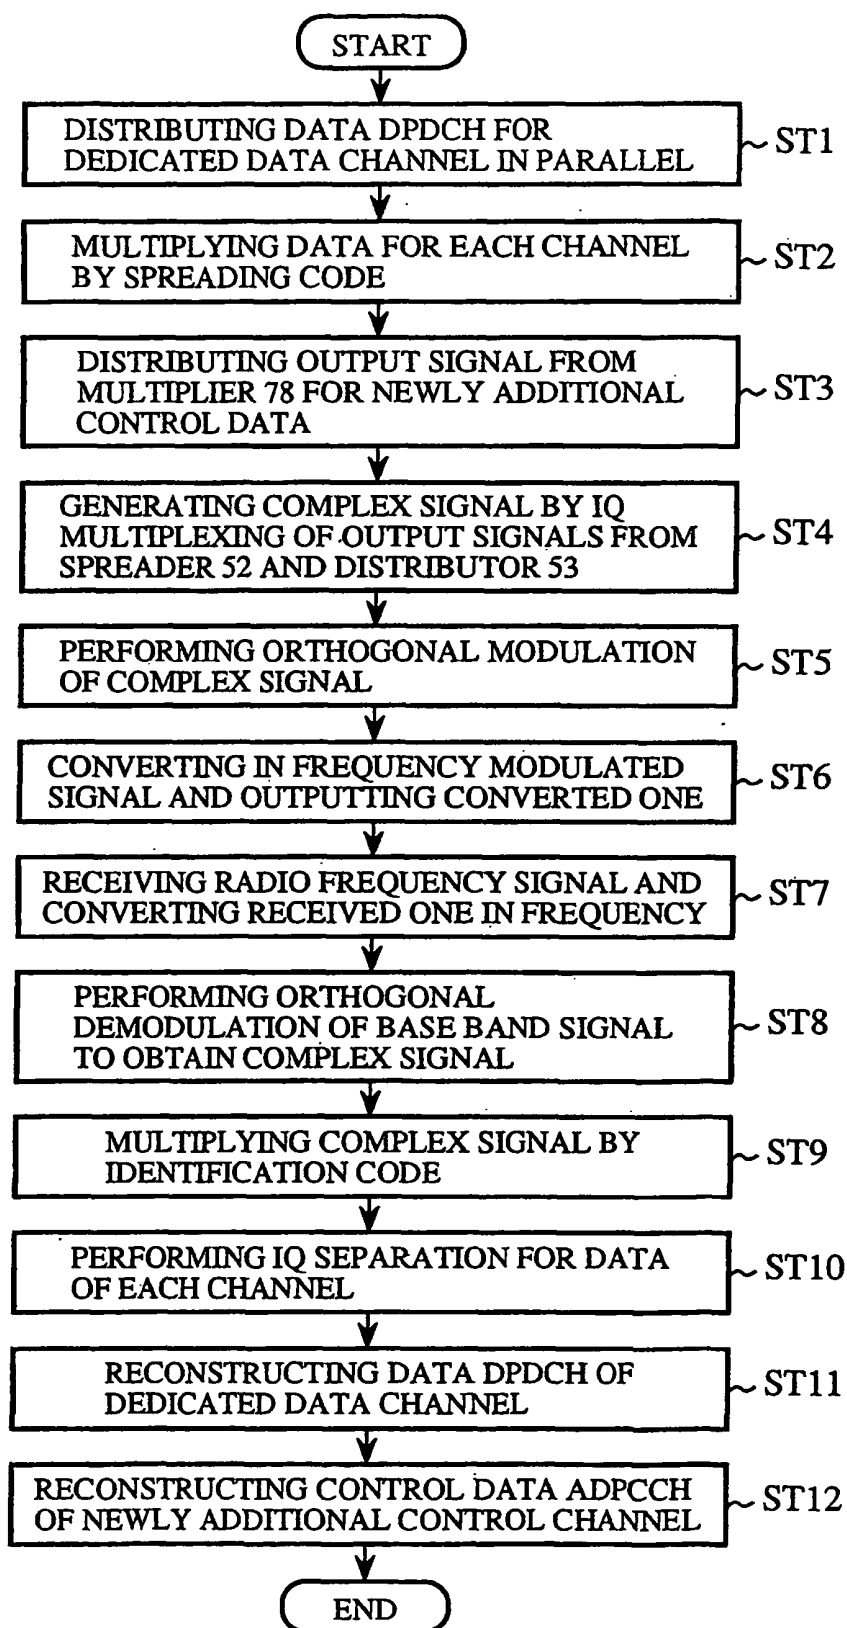 START
DISTRIBUTING DATA DPDCH FOR
DEDICATED DATA CHANNEL IN PARALLEL
ST1
MULTIPLYING DATA FOR EACH CHANNEL
BY SPREADING CODE
ST2
DISTRIBUTING OUTPUT SIGNAL FROM
MULTIPLIER 78 FOR NEWLY ADDITIONAL
CONTROL DATA
ST3
GENERATING COMPLEX SIGNAL BY IQ
MULTIPLEXING OF OUTPUT SIGNALS FROM
SPREADER 52 AND DISTRIBUTOR 53
ST4
PERFORMING ORTHOGONAL MODULATION
OF COMPLEX SIGNAL
ST5
CONVERTING IN FREQUENCY MODULATED
SIGNAL AND OUTPUTTING CONVERTED ONE
ST6
RECEIVING RADIO FREQUENCY SIGNAL AND
CONVERTING RECEIVED ONE IN FREQUENCY
ST7
PERFORMING ORTHOGONAL
DEMODULATION OF BASE BAND SIGNAL
TO OBTAIN COMPLEX SIGNAL
ST8
MULTIPLYING COMPLEX SIGNAL BY
IDENTIFICATION CODE
ST9
PERFORMING IQ SEPARATION FOR DATA
OF EACH CHANNEL
ST10
RECONSTRUCTING DATA DPDCH OF
DEDICATED DATA CHANNEL
ST11
RECONSTRUCTING CONTROL DATA ADPCCH
OF NEWLY ADDITIONAL CONTROL CHANNEL
ST12
END